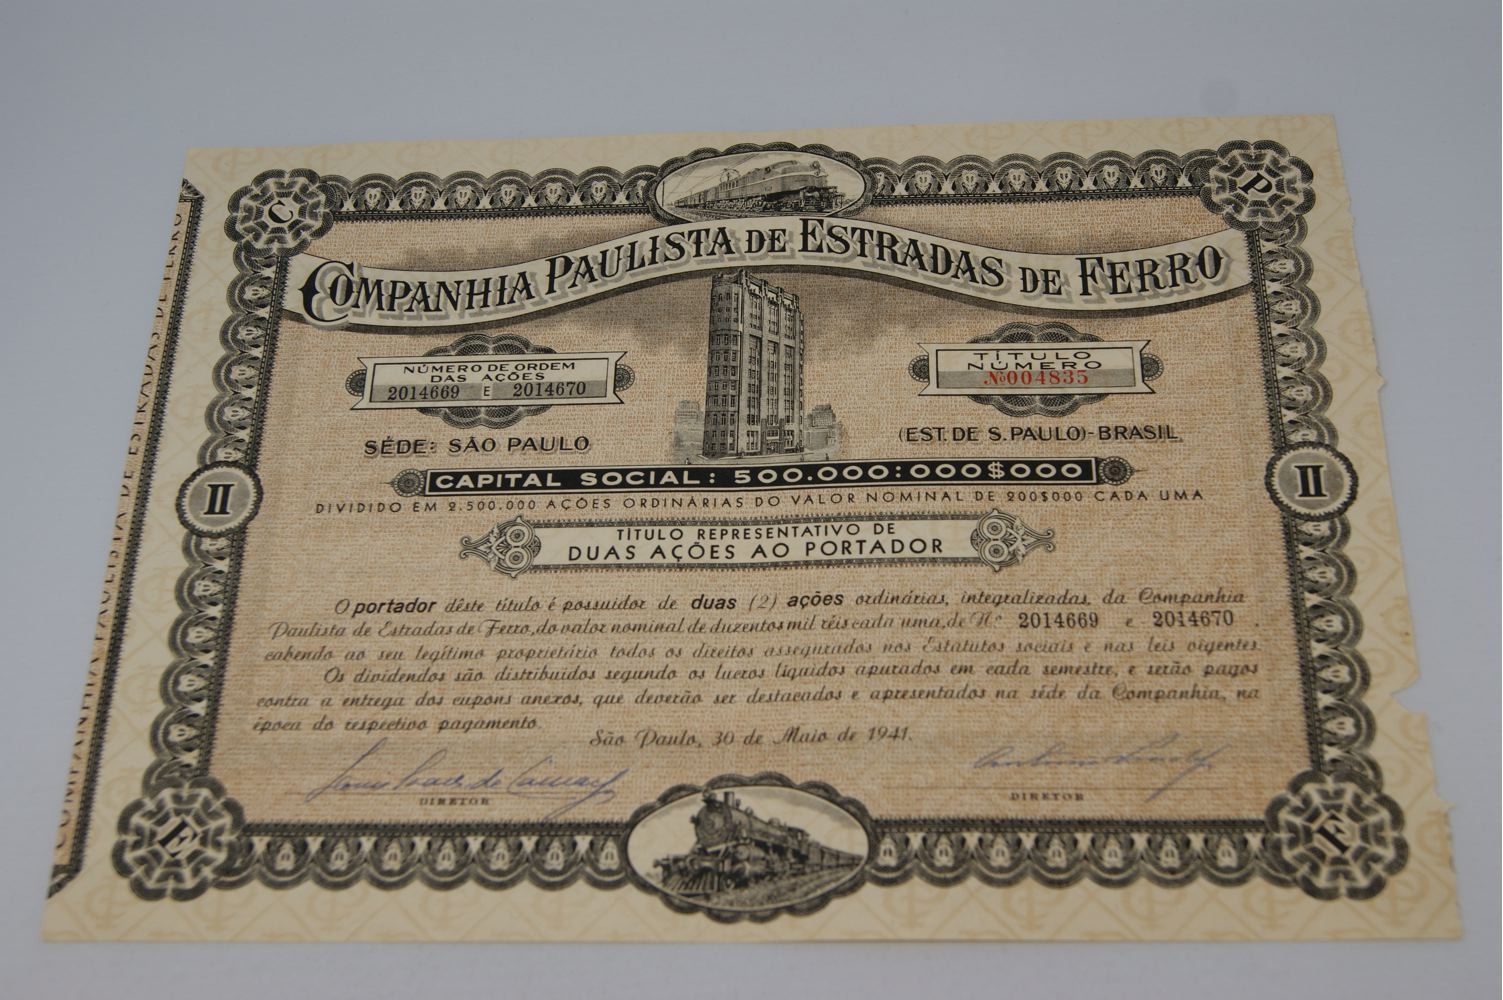 C
P
COMPANHIA PAULISTA DE ESTRADAS DE FERRO
NÚMERO DE ORDEM
DAS AÇÕES
2014669 E 2014670
TÍTULO
NÚMERO
Nº004835
SÉDE: SÃO PAULO
(EST. DE S. PAULO)-BRASIL
CAPITAL SOCIAL: 500.000:000$000
DIVIDIDO EM 2.500.000 AÇÕES ORDINÁRIAS DO VALOR NOMINAL DE 200$000 CADA UMA
II
II
TÍTULO REPRESENTATIVO DE
DUAS AÇÕES AO PORTADOR
O portador dêste título é possuidor de duas (2) ações ordinárias, integralizadas, da Companhia
Paulista de Estradas de Ferro, do valor nominal de duzentos mil réis cada uma, de Nº 2014669 e 2014670 .
cabendo ao seu legítimo proprietário todos os direitos assegurados nos Estatutos sociais e nas leis vigentes.
Os dividendos são distribuidos segundo os lucros líquidos apurados em cada semestre, e serão pagos
contra a entrega dos cupons anexos, que deverão ser destacados e apresentados na séde da Companhia, na
época do respectivo pagamento.
São Paulo, 30 de Maio de 1941.
DIRETOR
DIRETOR
E
F
COMPANHIA PAULISTA DE ESTRADAS DE FERRO